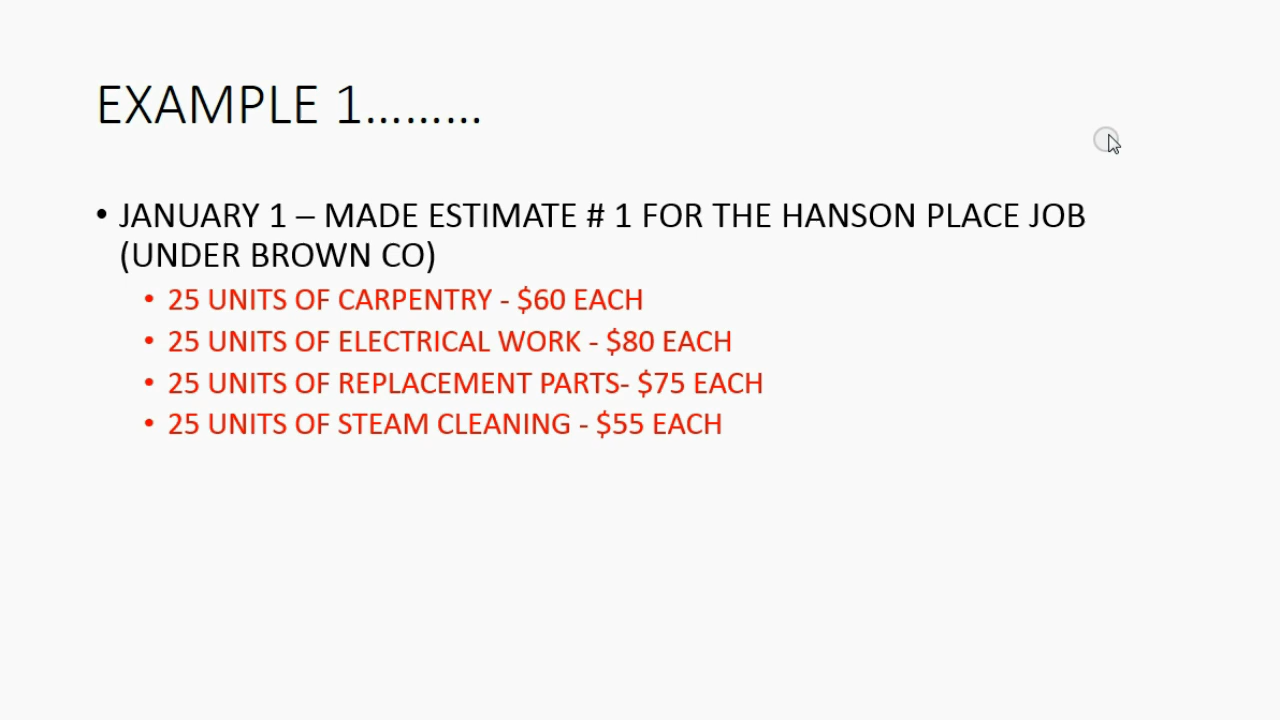 EXAMPLE 1.........
• JANUARY 1 – MADE ESTIMATE # 1 FOR THE HANSON PLACE JOB
(UNDER BROWN CO)
• 25 UNITS OF CARPENTRY - $60 EACH
• 25 UNITS OF ELECTRICAL WORK - $80 EACH
• 25 UNITS OF REPLACEMENT PARTS- $75 EACH
• 25 UNITS OF STEAM CLEANING - $55 EACH